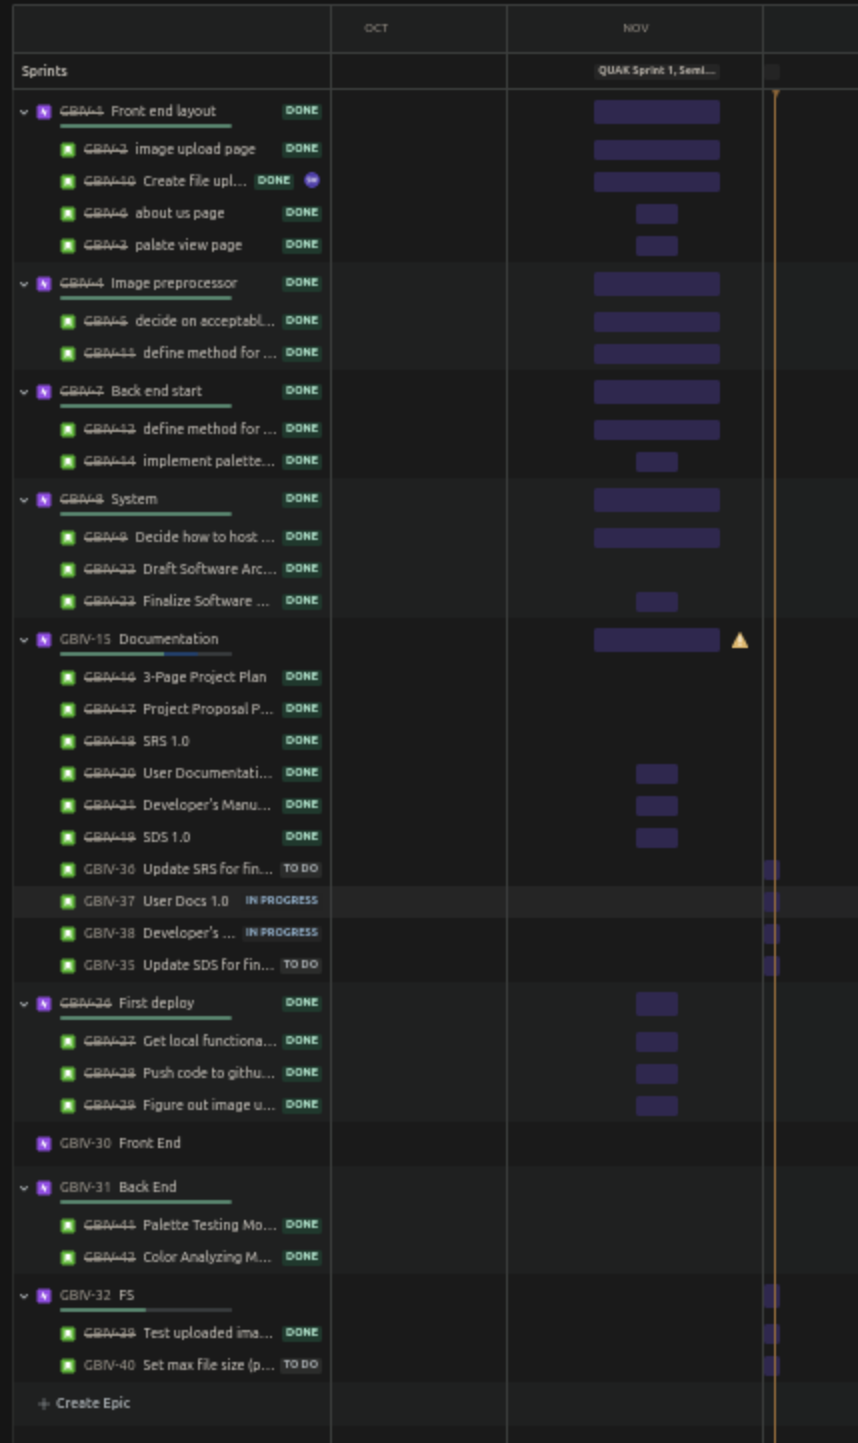 OCT NOV
Sprints QUAK Sprint 1, Semi...
GBIV-1 Front end layout DONE
GBIV-2 image upload page DONE
GBIV-10 Create file upl... DONE
GBIV-6 about us page DONE
GBIV-3 palate view page DONE
GBIV-4 Image preprocessor DONE
GBIV-5 decide on acceptabl... DONE
GBIV-11 define method for ... DONE
GBIV-7 Back end start DONE
GBIV-12 define method for ... DONE
GBIV-14 implement palette... DONE
GBIV-8 System DONE
GBIV-9 Decide how to host ... DONE
GBIV-22 Draft Software Arc... DONE
GBIV-23 Finalize Software ... DONE
GBIV-15 Documentation
GBIV-16 3-Page Project Plan DONE
GBIV-17 Project Proposal P... DONE
GBIV-18 SRS 1.0 DONE
GBIV-20 User Documentati... DONE
GBIV-21 Developer's Manu... DONE
GBIV-19 SDS 1.0 DONE
GBIV-36 Update SRS for fin... TO DO
GBIV-37 User Docs 1.0 IN PROGRESS
GBIV-38 Developer's ... IN PROGRESS
GBIV-35 Update SDS for fin... TO DO
GBIV-26 First deploy DONE
GBIV-27 Get local functiona... DONE
GBIV-28 Push code to githu... DONE
GBIV-29 Figure out image u... DONE
GBIV-30 Front End
GBIV-31 Back End
GBIV-41 Palette Testing Mo... DONE
GBIV-42 Color Analyzing M... DONE
GBIV-32 FS
GBIV-39 Test uploaded ima... DONE
GBIV-40 Set max file size (p... TO DO
+ Create Epic